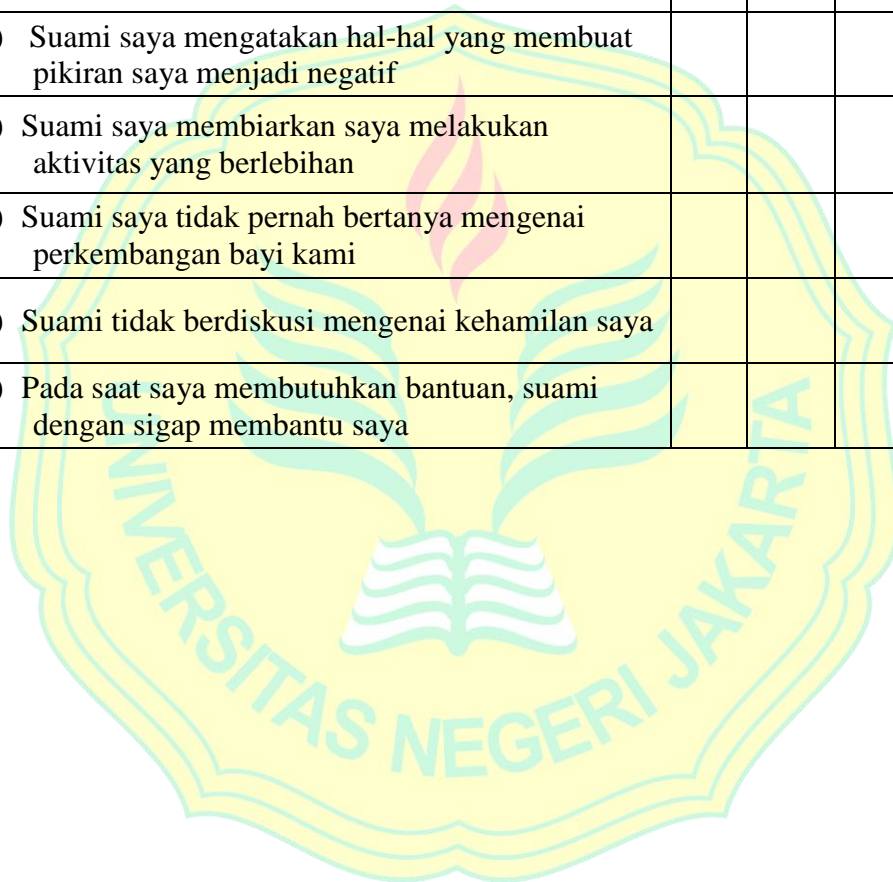 ) Suami saya mengatakan hal-hal yang membuat
pikiran saya menjadi negatif
) Suami saya membiarkan saya melakukan
aktivitas yang berlebihan
) Suami saya tidak pernah bertanya mengenai
perkembangan bayi kami
) Suami tidak berdiskusi mengenai kehamilan saya
) Pada saat saya membutuhkan bantuan, suami
dengan sigap membantu saya
UNIVERSITAS NEGERI JAKARTA